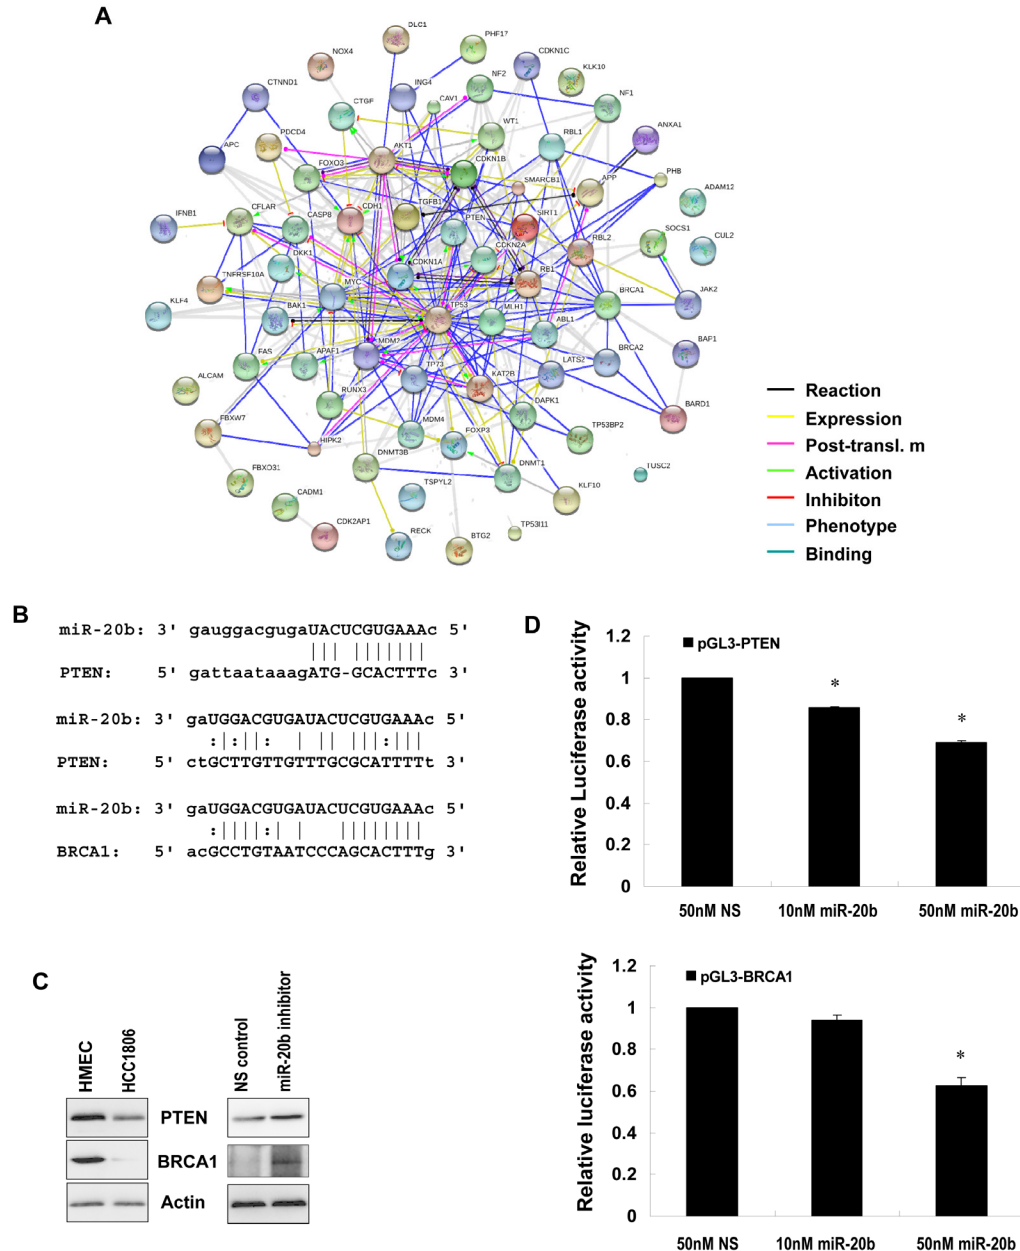 A
DLC1
PHF17
NOX4
CDKN1C
KLK10
CTNND1
ING4
NF2
CTGF
CAV1
NF1
PDCD4
WT1
RBL1
ANXA1
APC
AKT1
FOXO3
CDKN1B
PHB
SMARCB1
APP
ADAM12
IFNB1
CFLAR
CASP8
CDH1
TGFB1
PTEN
SIRT1
SOCS1
CUL2
RBL2
CDKN2A
DKK1
CDKN1A
TNFRSF10A
MYC
RB1
BRCA1
JAK2
KLF4
BAK1
TP53
MLH1
ABL1
FAS
APAF1
MDM2
BRCA2
BAP1
TP73
LATS2
ALCAM
RUNX3
KAT2B
FBXW7
DAPK1
BARD1
MDM4
FOXP3
TP53BP2
HIPK2
DNMT3B
DNMT1
FBXO31
TUSC2
TSPYL2
KLF10
CADM1
CDK2AP1
RECK
BTG2
TP53I11
Reaction
Expression
Post-transl. m
Activation
Inhibiton
Phenotype
Binding
B
miR-20b: 3' gauggacgugaUACUCGUGAAAc 5'
PTEN: 5' gattaataaagATG-GCACTTTc 3'
miR-20b: 3' gaUGGACGUGAUACUCGUGAAAc 5'
PTEN: 5' ctGCTTGTTGTTTGCGCATTTTt 3'
miR-20b: 3' gaUGGACGUGAUACUCGUGAAAc 5'
BRCA1: 5' acGCCTGTAATCCCAGCACTTTg 3'
C
HMEC
HCC1806
NS control
miR-20b inhibitor
PTEN
BRCA1
Actin
D
Relative Luciferase activity
1.2
1
0.8
0.6
0.4
0.2
0
pGL3-PTEN
*
*
50nM NS 10nM miR-20b 50nM miR-20b
Relative luciferase activity
1.2
1
0.8
0.6
0.4
0.2
0
pGL3-BRCA1
*
50nM NS 10nM miR-20b 50nM miR-20b